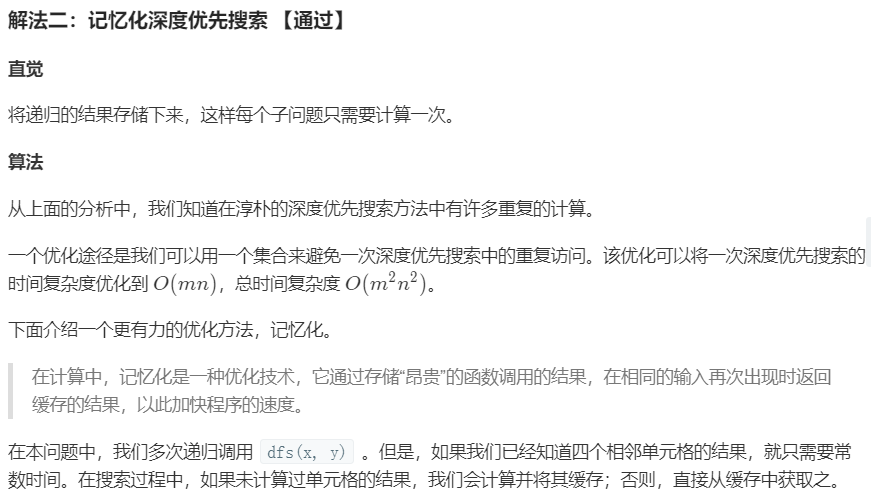 解法二：记忆化深度优先搜索 【通过】
直觉
将递归的结果存储下来，这样每个子问题只需要计算一次。
算法
从上面的分析中，我们知道在淳朴的深度优先搜索方法中有许多重复的计算。
一个优化途径是我们可以用一个集合来避免一次深度优先搜索中的重复访问。该优化可以将一次深度优先搜索的
时间复杂度优化到 O(mn)，总时间复杂度 O(m²n²)。
下面介绍一个更有力的优化方法，记忆化。
在计算中，记忆化是一种优化技术，它通过存储“昂贵”的函数调用的结果，在相同的输入再次出现时返回
缓存的结果，以此加快程序的速度。
在本问题中，我们多次递归调用 dfs(x, y) 。但是，如果我们已经知道四个相邻单元格的结果，就只需要常
数时间。在搜索过程中，如果未计算过单元格的结果，我们会计算并将其缓存；否则，直接从缓存中获取之。